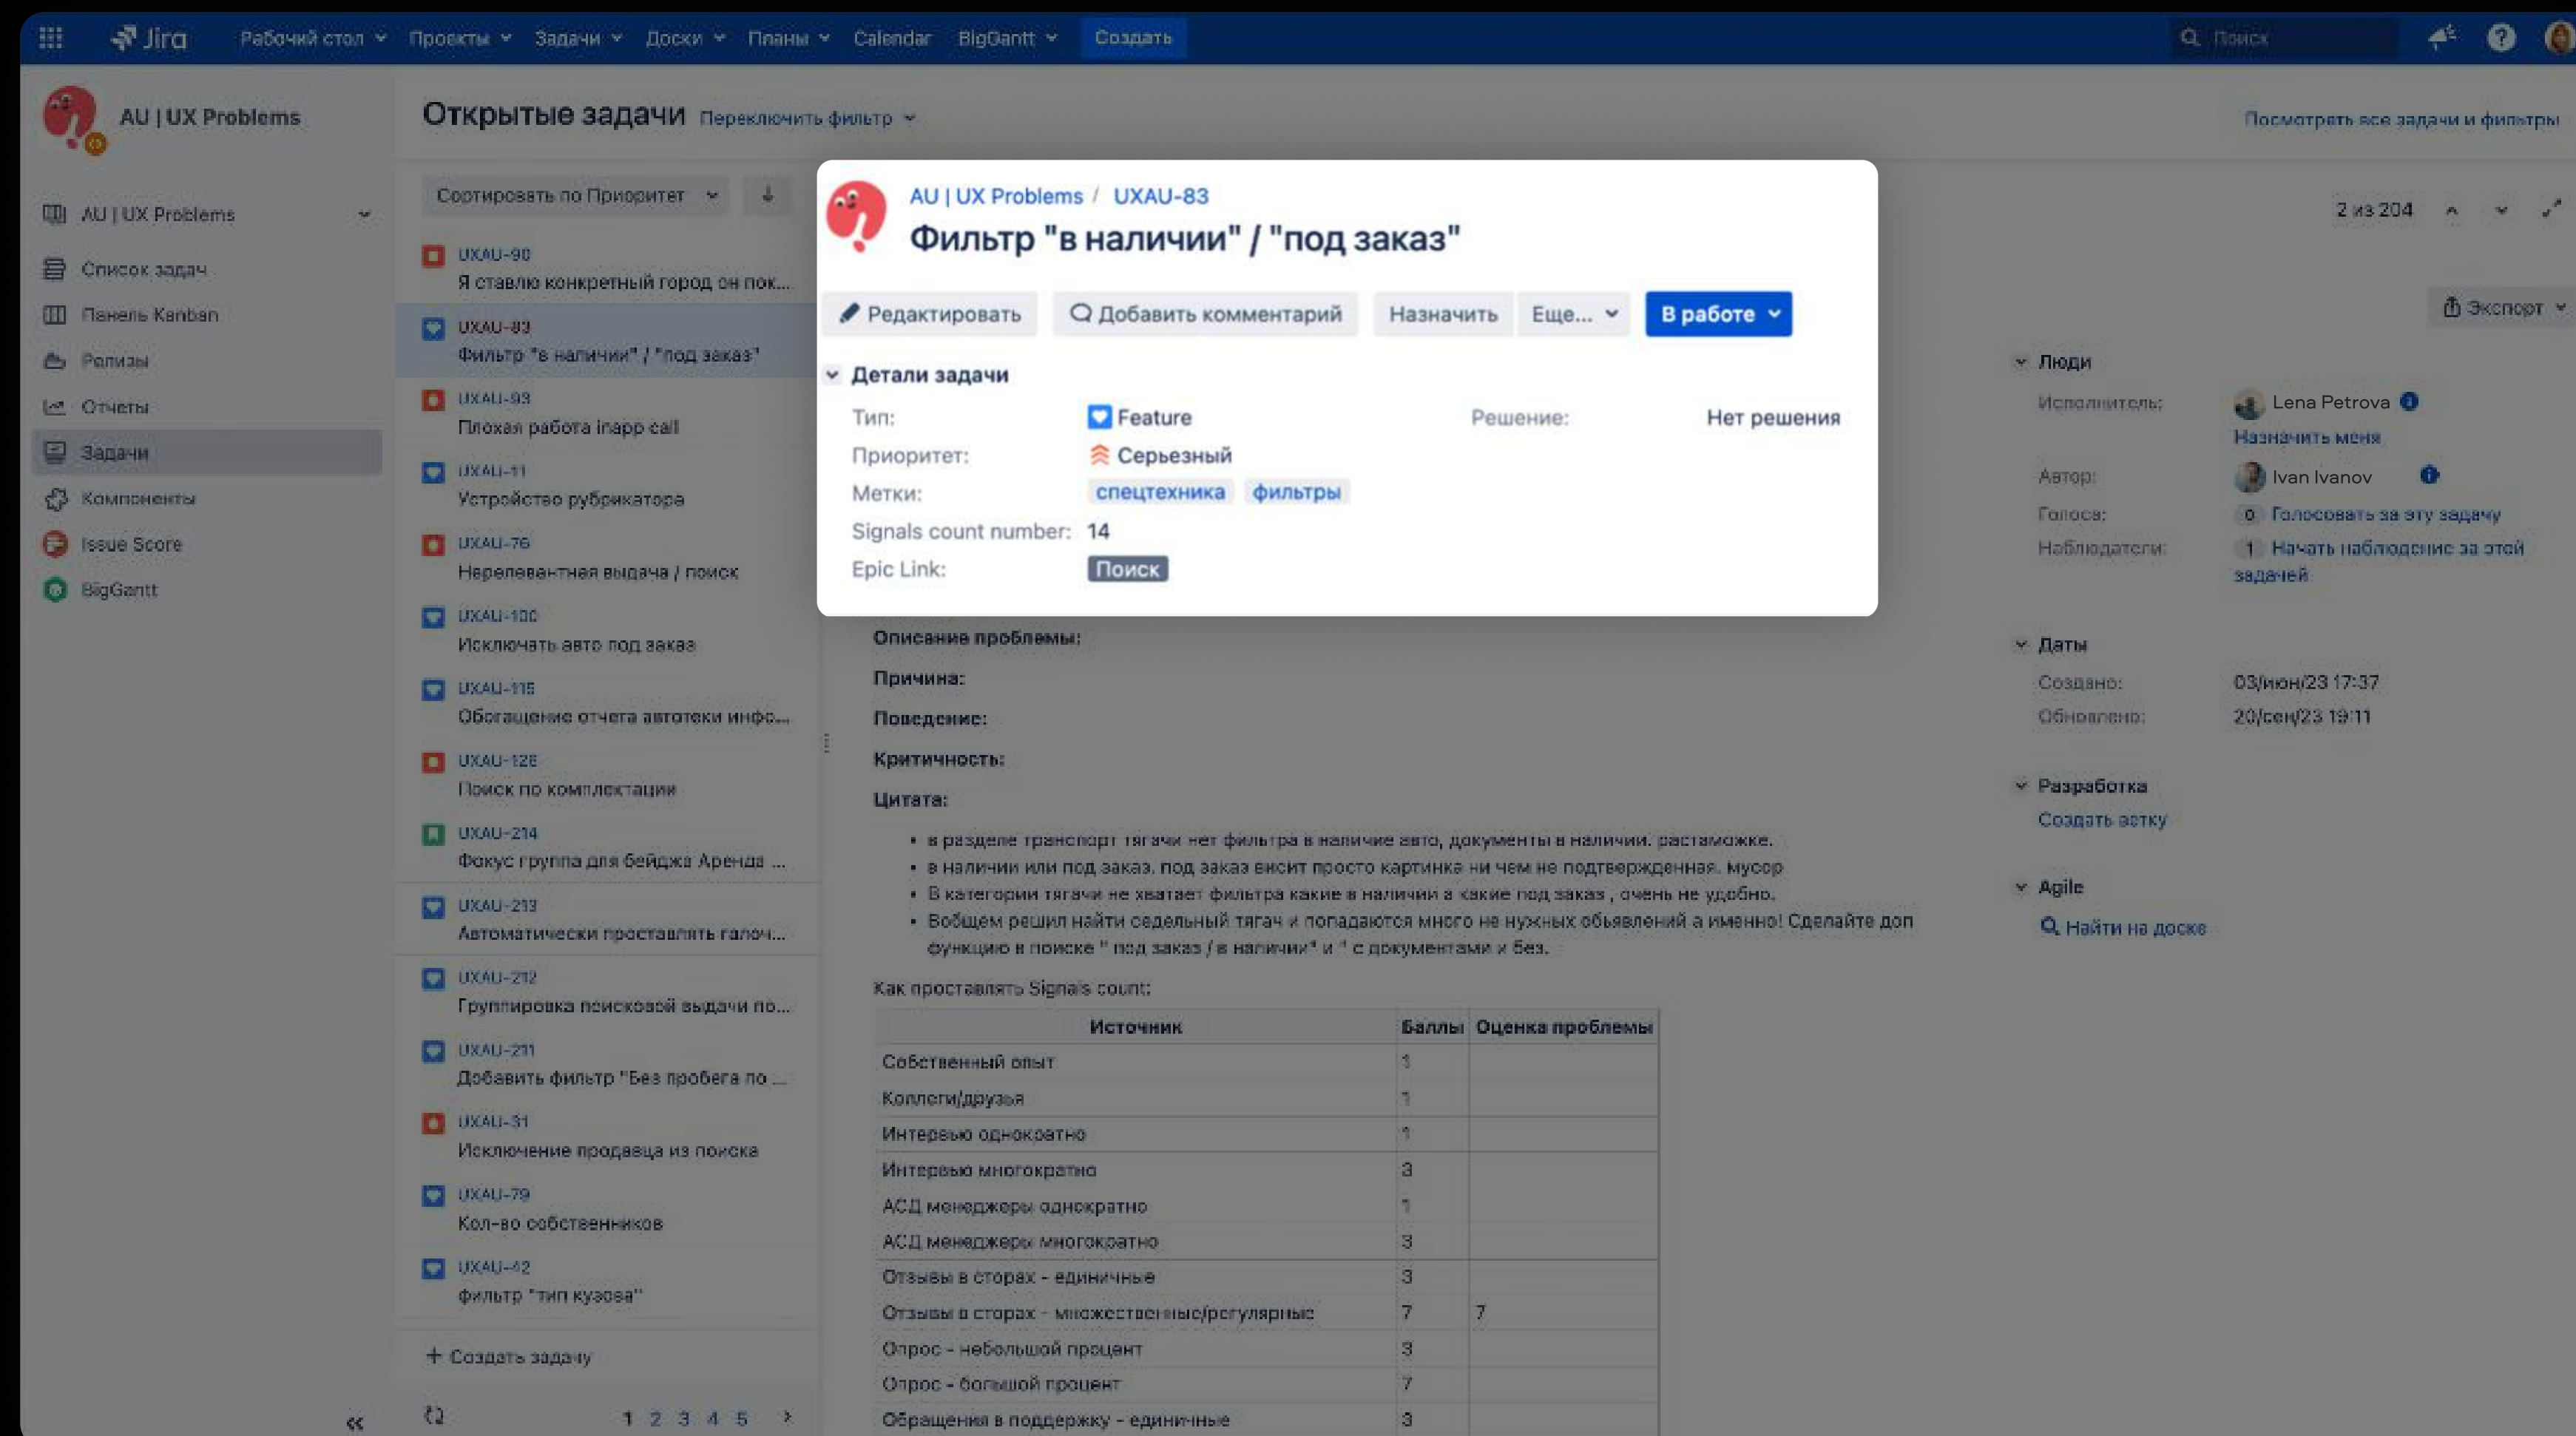 Jira Рабочий стол Проекты Задачи Доски Планы Calendar BigGantt Создать Поиск
AU | UX Problems
Открытые задачи Переключить фильтр
Посмотреть все задачи и фильтры
AU | UX Problems
Список задач
Панель Kanban
Релизы
Отчеты
Задачи
Компоненты
Issue Score
BigGantt
Сортировать по Приоритет
UXAU-90
Я ставлю конкретный город он пок...
UXAU-83
Фильтр "в наличии" / "под заказ"
UXAU-93
Плохая работа inapp call
UXAU-11
Устройство рубрикатора
UXAU-76
Нерелевантная выдача / поиск
UXAU-100
Исключать авто под заказ
UXAU-115
Обогащение отчета автотеки инфо...
UXAU-126
Поиск по комплектации
UXAU-214
Фокус группа для бейджа Аренда ...
UXAU-213
Автоматически проставлять галоч...
UXAU-212
Группировка поисковой выдачи по...
UXAU-211
Добавить фильтр "Без пробега по ...
UXAU-31
Исключение продавца из поиска
UXAU-79
Кол-во собственников
UXAU-42
фильтр "тип кузова"
+ Создать задачу
1 2 3 4 5
AU | UX Problems / UXAU-83
Фильтр "в наличии" / "под заказ"
2 из 204
Редактировать Добавить комментарий Назначить Еще... В работе
Экспорт
Детали задачи
Тип: Feature Решение: Нет решения
Приоритет: Серьезный
Метки: спецтехника фильтры
Signals count number: 14
Epic Link: Поиск
Описание проблемы:
Причина:
Поведение:
Критичность:
Цитата:
• в разделе транспорт тягачи нет фильтра в наличие авто, документы в наличии. растаможке.
• в наличии или под заказ. под заказ висит просто картинка ни чем не подтвержденная. мусор
• В категории тягачи не хватает фильтра какие в наличии а какие под заказ , очень не удобно.
• Вобщем решил найти седельный тягач и попадаются много не нужных обьявлений а именно! Сделайте доп
функцию в поиске " под заказ / в наличии" и " с документами и без.
Как проставлять Signals count:
Источник Баллы Оценка проблемы
Собственный опыт 1
Коллеги/друзья 1
Интервью однократно 1
Интервью многократно 3
АСД менеджеры однократно 1
АСД менеджеры многократно 3
Отзывы в сторах - единичные 3
Отзывы в сторах - множественные/регулярные 7 7
Опрос - небольшой процент 3
Опрос - большой процент 7
Обращения в поддержку - единичные 3
Люди
Исполнитель: Lena Petrova
Назначить меня
Автор: Ivan Ivanov
Голоса: 0 Голосовать за эту задачу
Наблюдатели: 1 Начать наблюдение за этой
задачей
Даты
Создано: 03/июн/23 17:37
Обновлено: 20/сен/23 19:11
Разработка
Создать ветку
Agile
Найти на доске